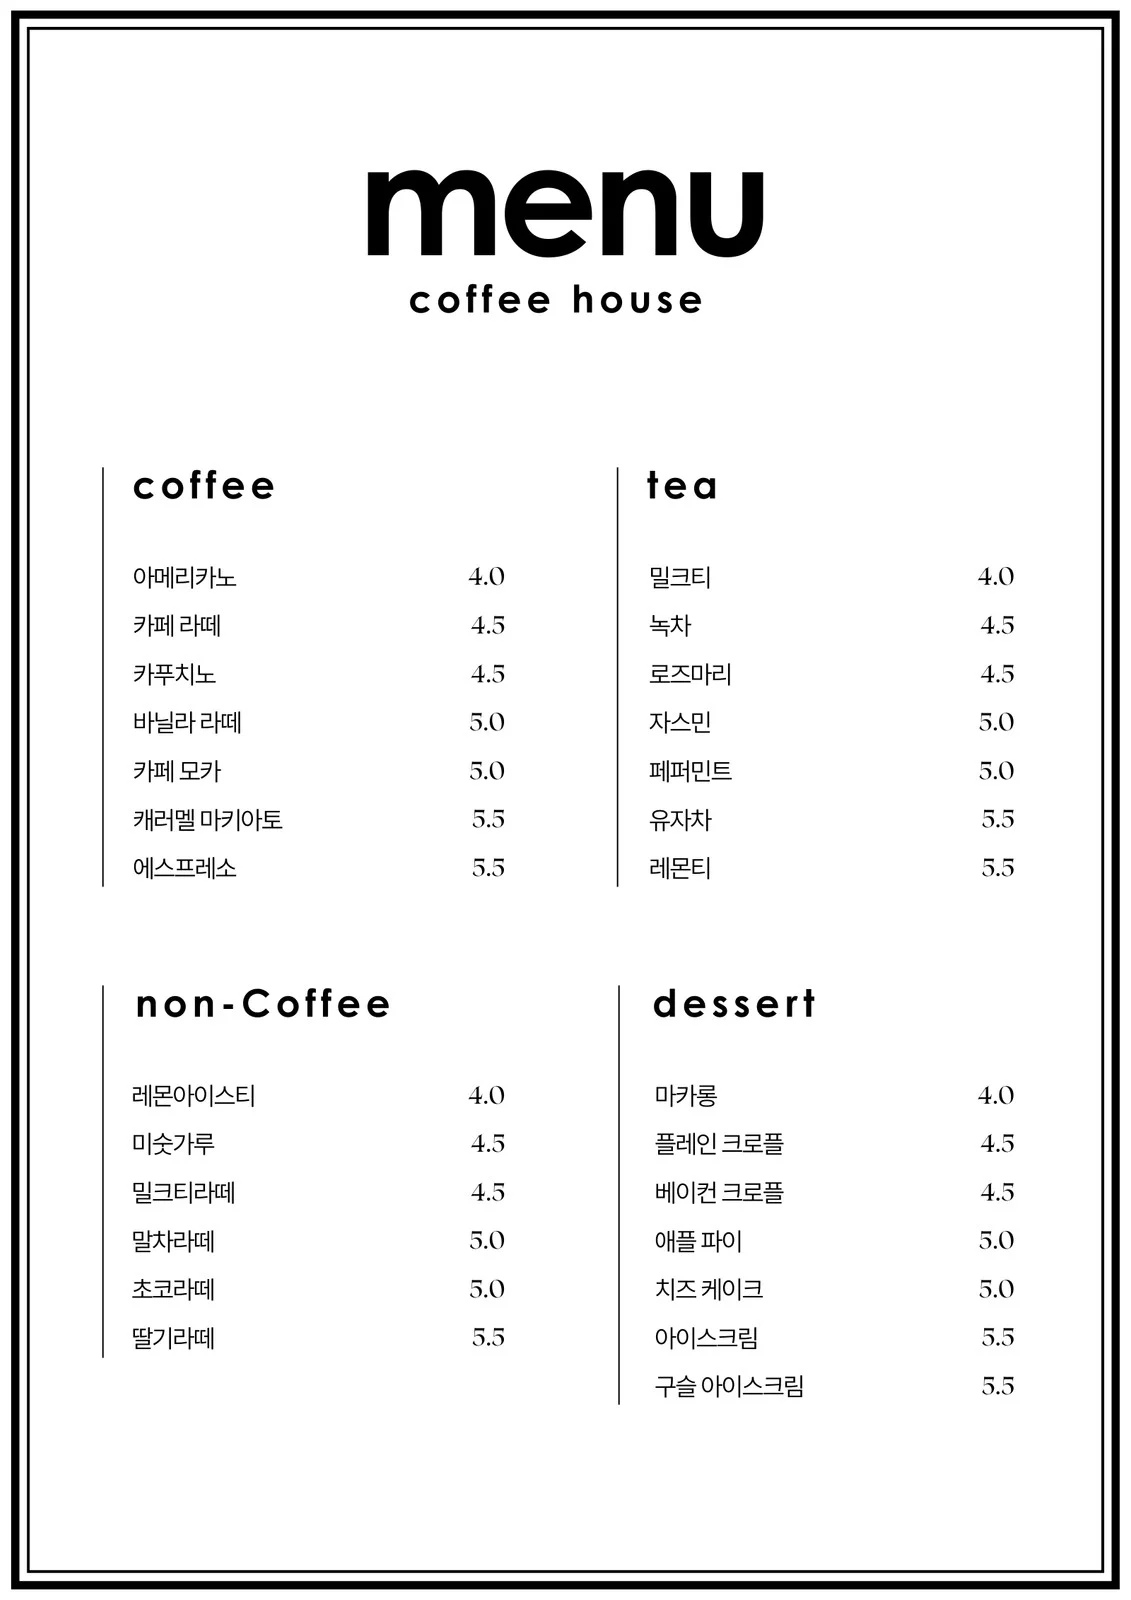 menu
coffee house
coffee
아메리카노 4.0
카페 라떼 4.5
카푸치노 4.5
바닐라 라떼 5.0
카페 모카 5.0
캐러멜 마키아토 5.5
에스프레소 5.5
tea
밀크티 4.0
녹차 4.5
로즈마리 4.5
자스민 5.0
페퍼민트 5.0
유자차 5.5
레몬티 5.5
non-Coffee
레몬아이스티 4.0
미숫가루 4.5
밀크티라떼 4.5
말차라떼 5.0
초코라떼 5.0
딸기라떼 5.5
dessert
마카롱 4.0
플레인 크로플 4.5
베이컨 크로플 4.5
애플 파이 5.0
치즈 케이크 5.0
아이스크림 5.5
구슬 아이스크림 5.5